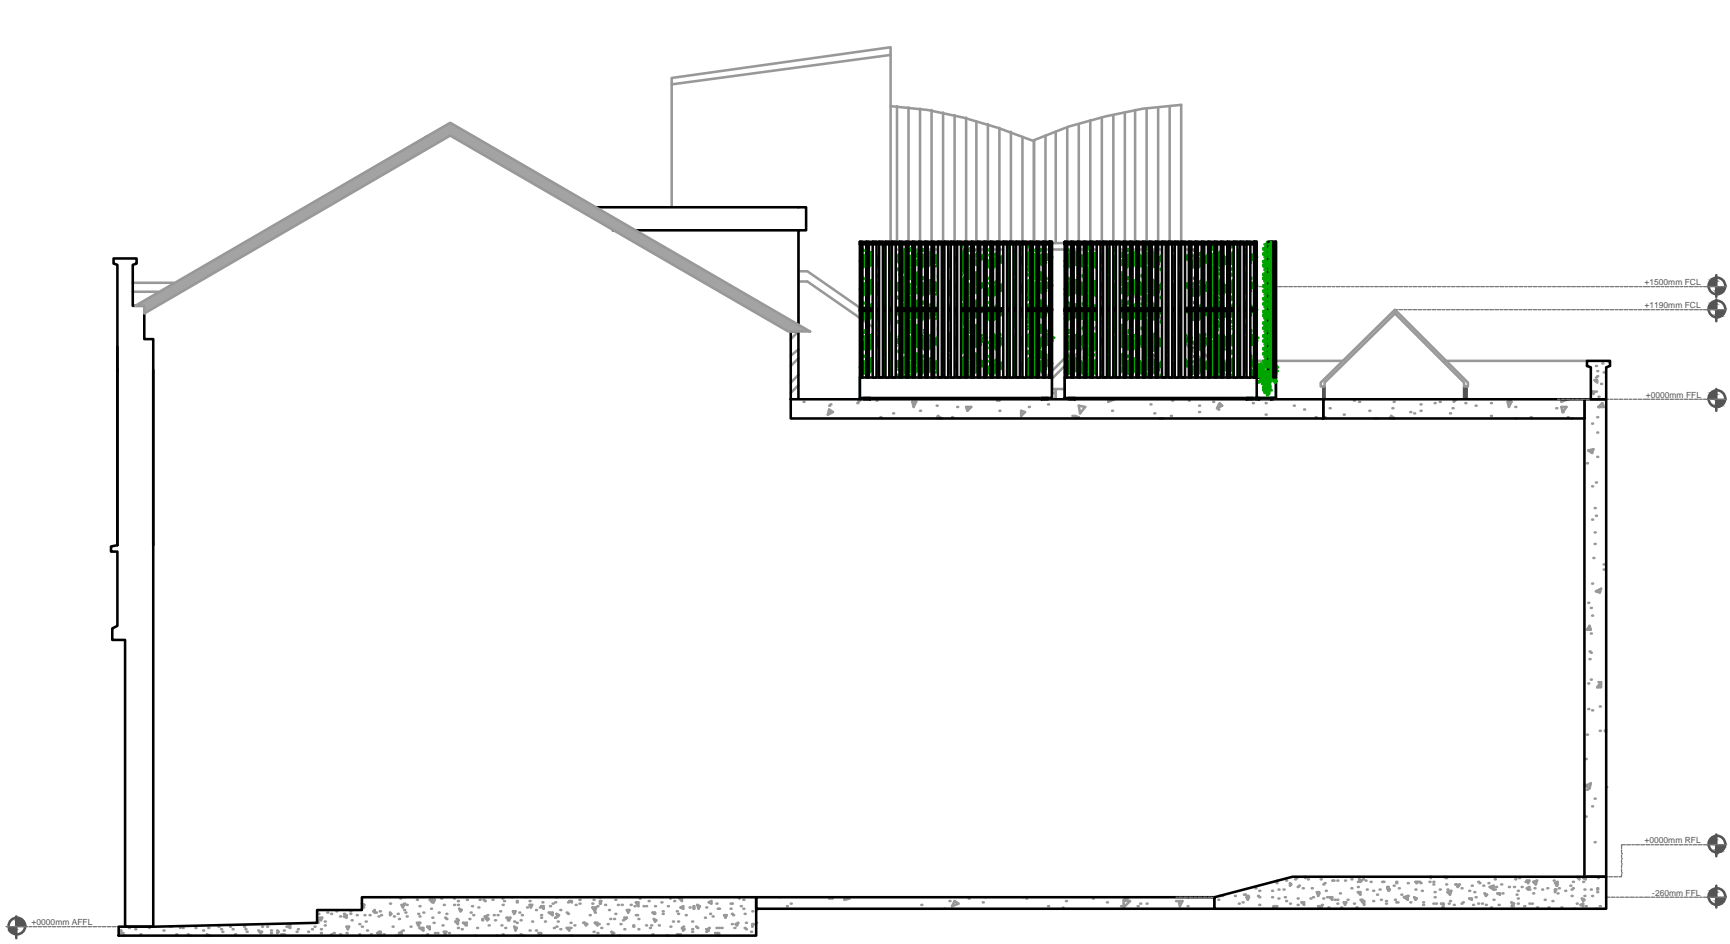 +1500mm FCL
+1190mm FCL
+0000mm FFL
+0000mm RFL
-260mm FFL
+0000mm AFFL